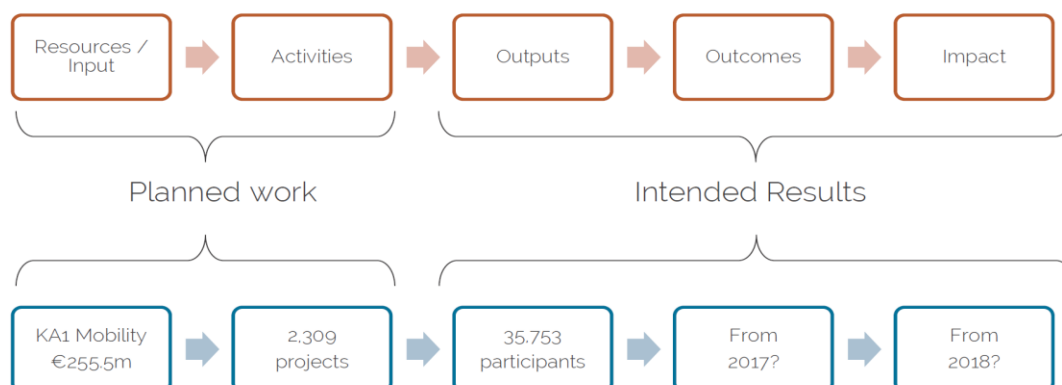 Resources /
Input
Activities
Outputs
Outcomes
Impact
Planned work
Intended Results
KA1 Mobility
€255.5m
2,309
projects
35,753
participants
From
2017?
From
2018?